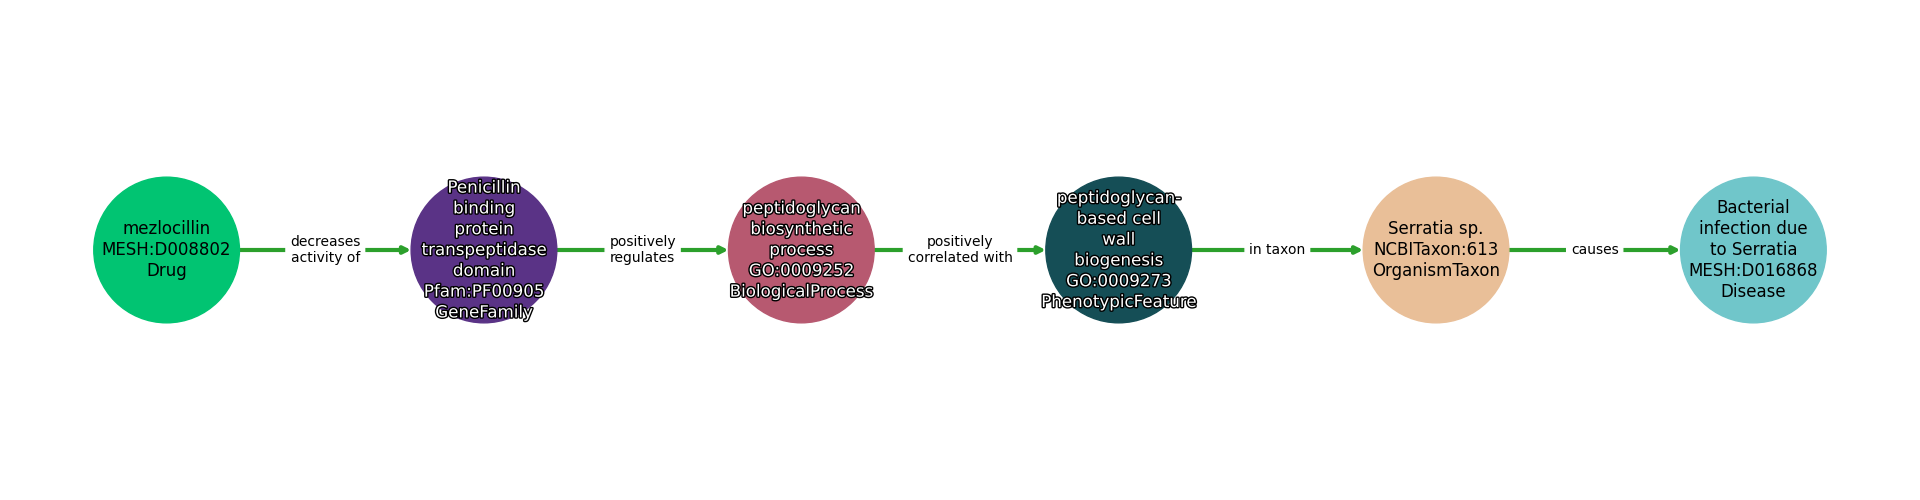 mezlocillin
MESH:D008802
Drug
decreases
activity of
Penicillin
binding
protein
transpeptidase
domain
Pfam:PF00905
GeneFamily
positively
regulates
peptidoglycan
biosynthetic
process
GO:0009252
BiologicalProcess
positively
correlated with
peptidoglycan-
based cell
wall
biogenesis
GO:0009273
PhenotypicFeature
in taxon
Serratia sp.
NCBITaxon:613
OrganismTaxon
causes
Bacterial
infection due
to Serratia
MESH:D016868
Disease